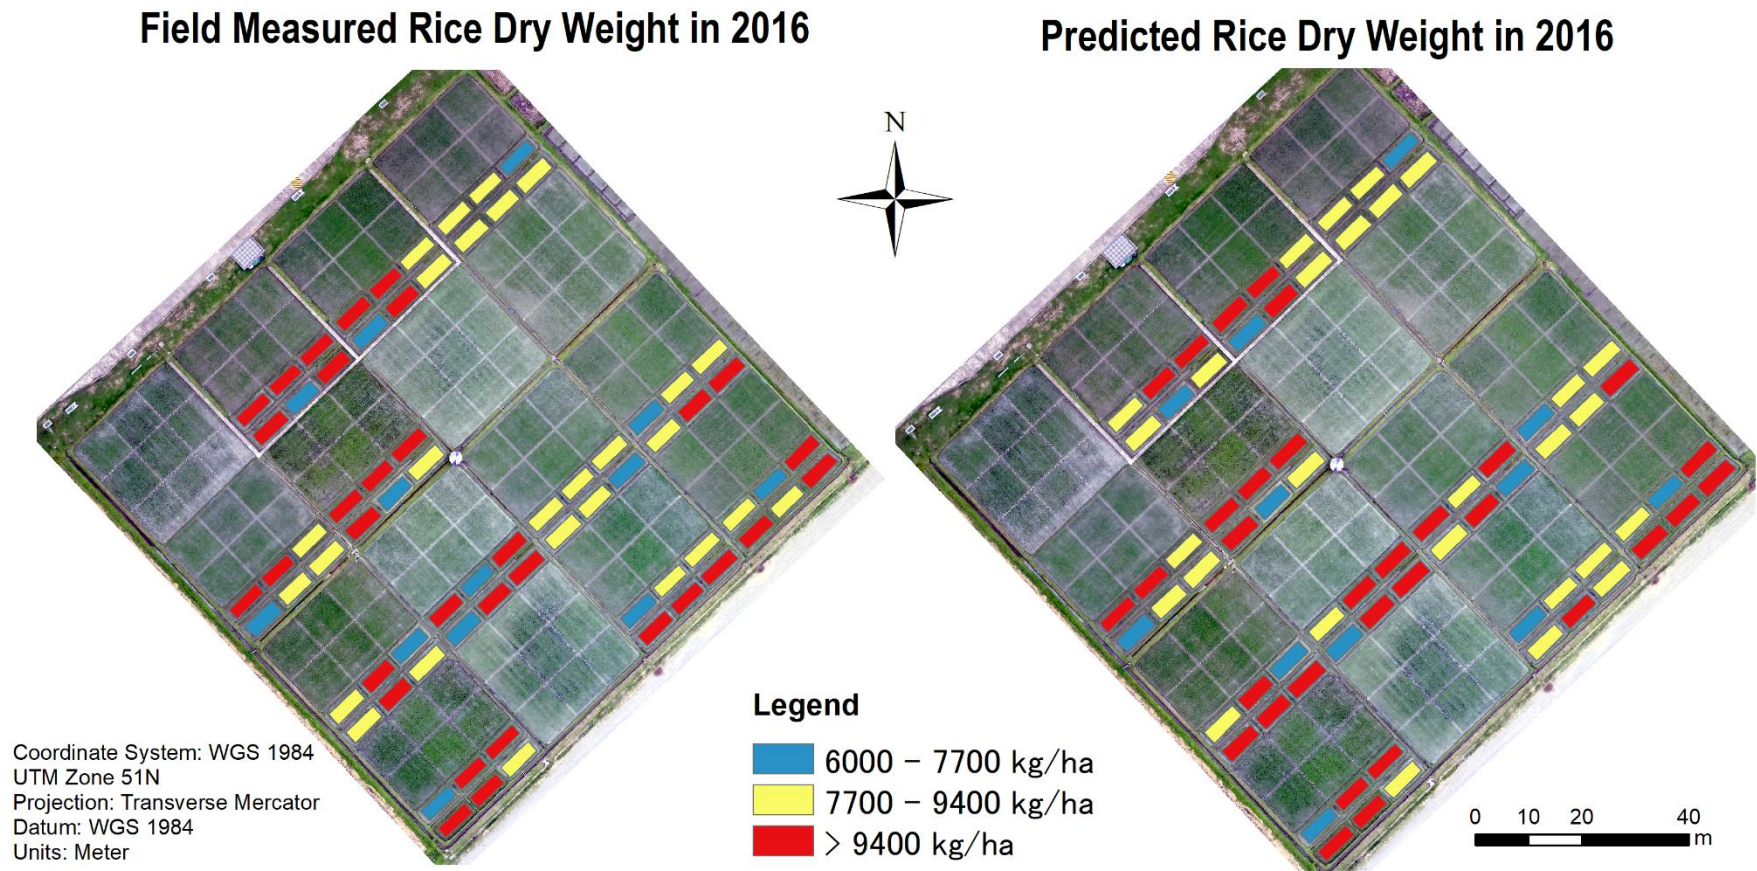 Field Measured Rice Dry Weight in 2016
Predicted Rice Dry Weight in 2016
N
Legend
6000 – 7700 kg/ha
7700 – 9400 kg/ha
> 9400 kg/ha
Coordinate System: WGS 1984
UTM Zone 51N
Projection: Transverse Mercator
Datum: WGS 1984
Units: Meter
0 10 20 40
m